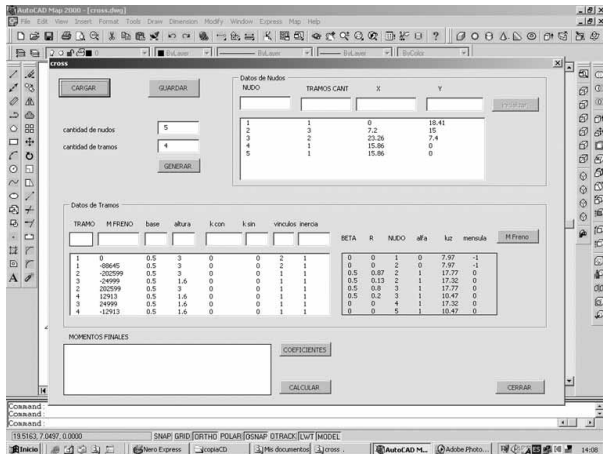 AutoCAD Map 2000 - [cross.dwg]
File Edit View Insert Format Tools Draw Dimension Modify Window Express Map Help
ByLayer ByLayer ByLayer ByColor
cross
CARGAR GUARDAR
cantidad de nudos 5
cantidad de tramos 4
GENERAR
Datos de Nudos
NUDO TRAMOS CANT X Y
1 1 0 18.41
2 3 7.2 15
3 2 23.26 7.4
4 1 15.86 0
5 1 15.86 0
Datos de Tramos
TRAMO M FRENO base altura k con k sin vinculos inercia
1 0 0.5 3 0 0 2 1
1 -88645 0.5 3 0 0 2 1
2 -202599 0.5 3 0 0 1 1
3 -24999 0.5 1.6 0 0 1 1
2 202599 0.5 3 0 0 1 1
4 12913 0.5 1.6 0 0 1 1
3 24999 0.5 1.6 0 0 1 1
4 -12913 0.5 1.6 0 0 1 1
BETA R NUDO alfa luz mensula
M Freno
0 0 1 0 7.97 -1
0 0 2 0 7.97 -1
0.5 0.87 2 1 17.77 0
0.5 0.13 2 1 17.32 0
0.5 0.8 3 1 17.77 0
0.5 0.2 3 1 10.47 0
0 0 4 1 17.32 0
0 0 5 1 10.47 0
MOMENTOS FINALES
COEFICIENTES
CALCULAR
CERRAR
Command:
Command:
Command:
19.5163, 7.0497, 0.0000 SNAP GRID ORTHO POLAR OSNAP OTRACK LWT MODEL
Inicio Nero Express copiaCD Mis documentos cross AutoCAD M... Adobe Photo... 14:08